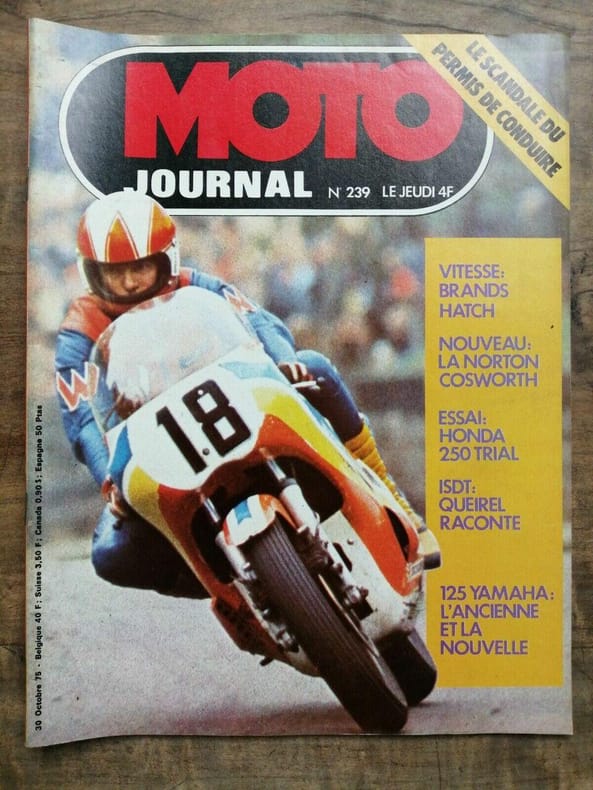 MOTO
JOURNAL N° 239 LE JEUDI 4F
LE SCANDALE DU
PERMIS DE CONDUIRE
VITESSE:
BRANDS
HATCH
NOUVEAU:
LA NORTON
COSWORTH
ESSAI:
HONDA
250 TRIAL
ISDT:
QUEIREL
RACONTE
125 YAMAHA:
L'ANCIENNE
ET LA
NOUVELLE
W
18
30 Octobre 75 - Belgique 40 F; Suisse 3,50 F; Canada 0,90 $; Espagne 50 Ptas